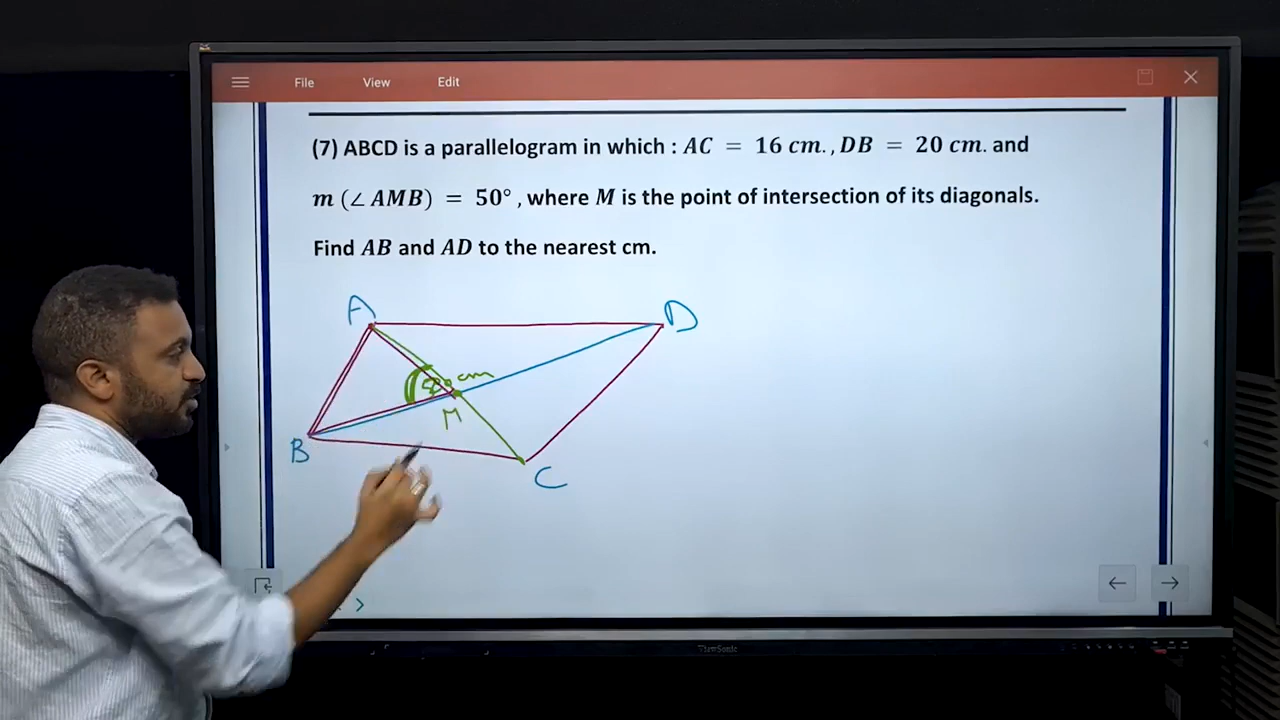 File View Edit
(7) ABCD is a parallelogram in which : AC = 16 cm. , DB = 20 cm. and
m (∠ AMB) = 50° , where M is the point of intersection of its diagonals.
Find AB and AD to the nearest cm.
A
D
cm
M
B
C
ViewSonic